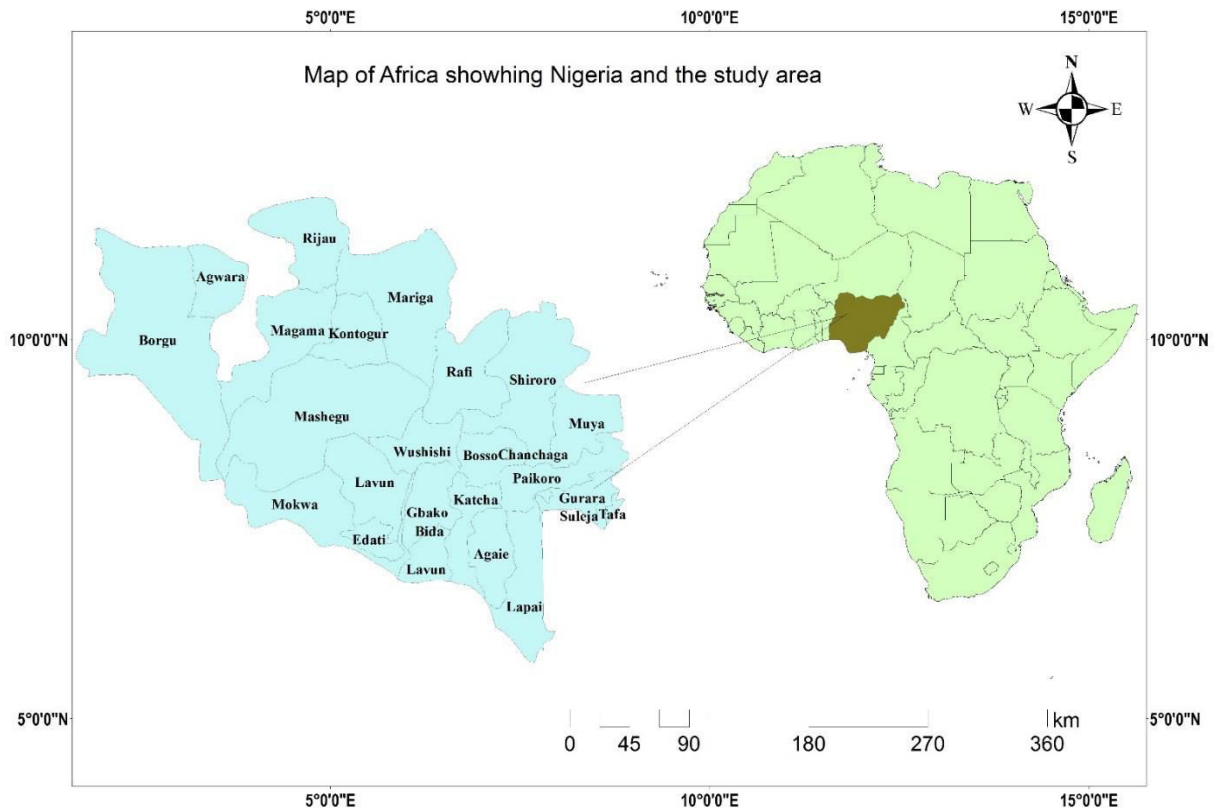 5°0'0"E 10°0'0"E 15°0'0"E
Map of Africa showhing Nigeria and the study area
N
W E
S
Rijau
Agwara
Mariga
Magama Kontogur
Borgu
10°0'0"N 10°0'0"N
Rafi
Shiroro
Mashegu
Muya
Wushishi
Bosso Chanchaga
Lavun
Paikoro
Mokwa
Katcha
Gurara
Gbako
Suleja Tafa
Bida
Edati
Agaie
Lavun
Lapai
5°0'0"N 5°0'0"N
km
0 45 90 180 270 360
5°0'0"E 10°0'0"E 15°0'0"E